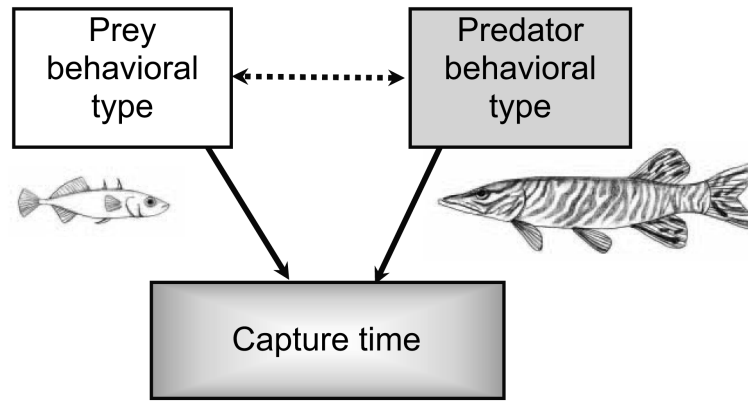 Prey
behavioral
type
Predator
behavioral
type
Capture time